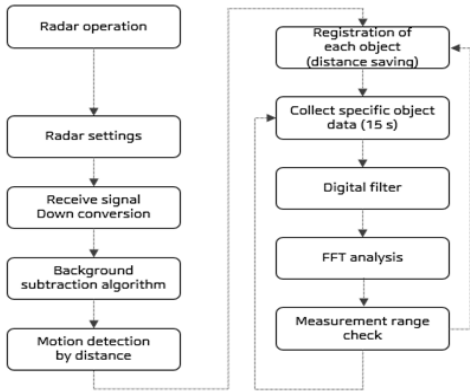 Radar operation
Radar settings
Receive signal
Down conversion
Background
subtraction algorithm
Motion detection
by distance
Registration of
each object
(distance saving)
Collect specific object
data (15 s)
Digital filter
FFT analysis
Measurement range
check